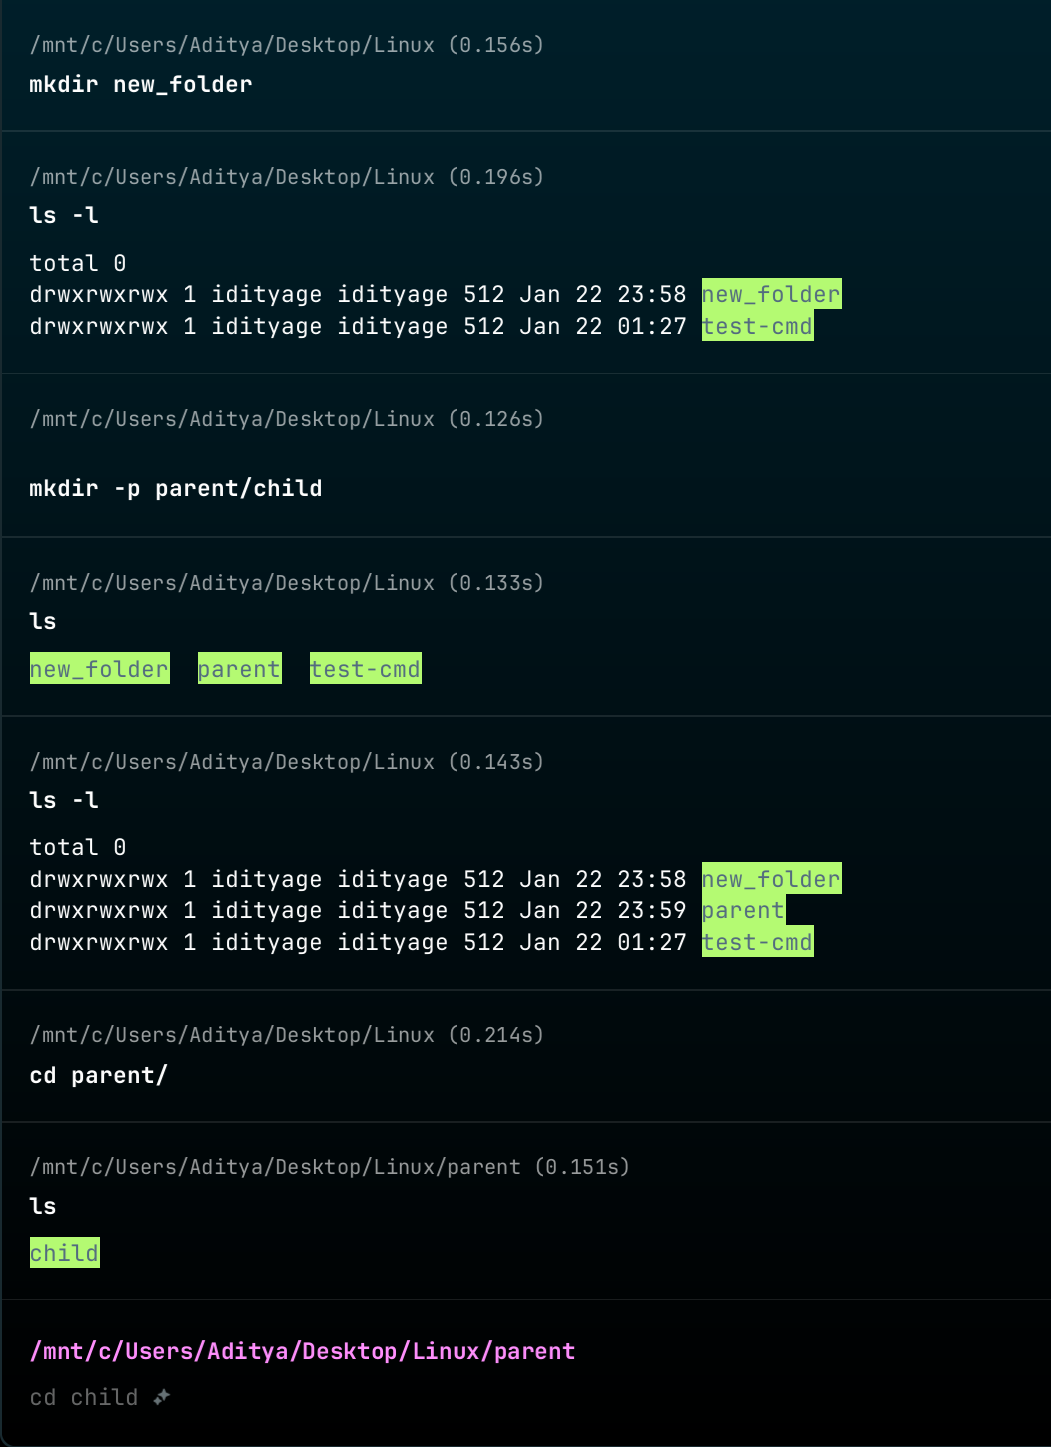 /mnt/c/Users/Aditya/Desktop/Linux (0.156s)
mkdir new_folder
/mnt/c/Users/Aditya/Desktop/Linux (0.196s)
ls -l
total 0
drwxrwxrwx 1 idityage idityage 512 Jan 22 23:58 new_folder
drwxrwxrwx 1 idityage idityage 512 Jan 22 01:27 test-cmd
/mnt/c/Users/Aditya/Desktop/Linux (0.126s)
mkdir -p parent/child
/mnt/c/Users/Aditya/Desktop/Linux (0.133s)
ls
new_folder  parent  test-cmd
/mnt/c/Users/Aditya/Desktop/Linux (0.143s)
ls -l
total 0
drwxrwxrwx 1 idityage idityage 512 Jan 22 23:58 new_folder
drwxrwxrwx 1 idityage idityage 512 Jan 22 23:59 parent
drwxrwxrwx 1 idityage idityage 512 Jan 22 01:27 test-cmd
/mnt/c/Users/Aditya/Desktop/Linux (0.214s)
cd parent/
/mnt/c/Users/Aditya/Desktop/Linux/parent (0.151s)
ls
child
/mnt/c/Users/Aditya/Desktop/Linux/parent
cd child